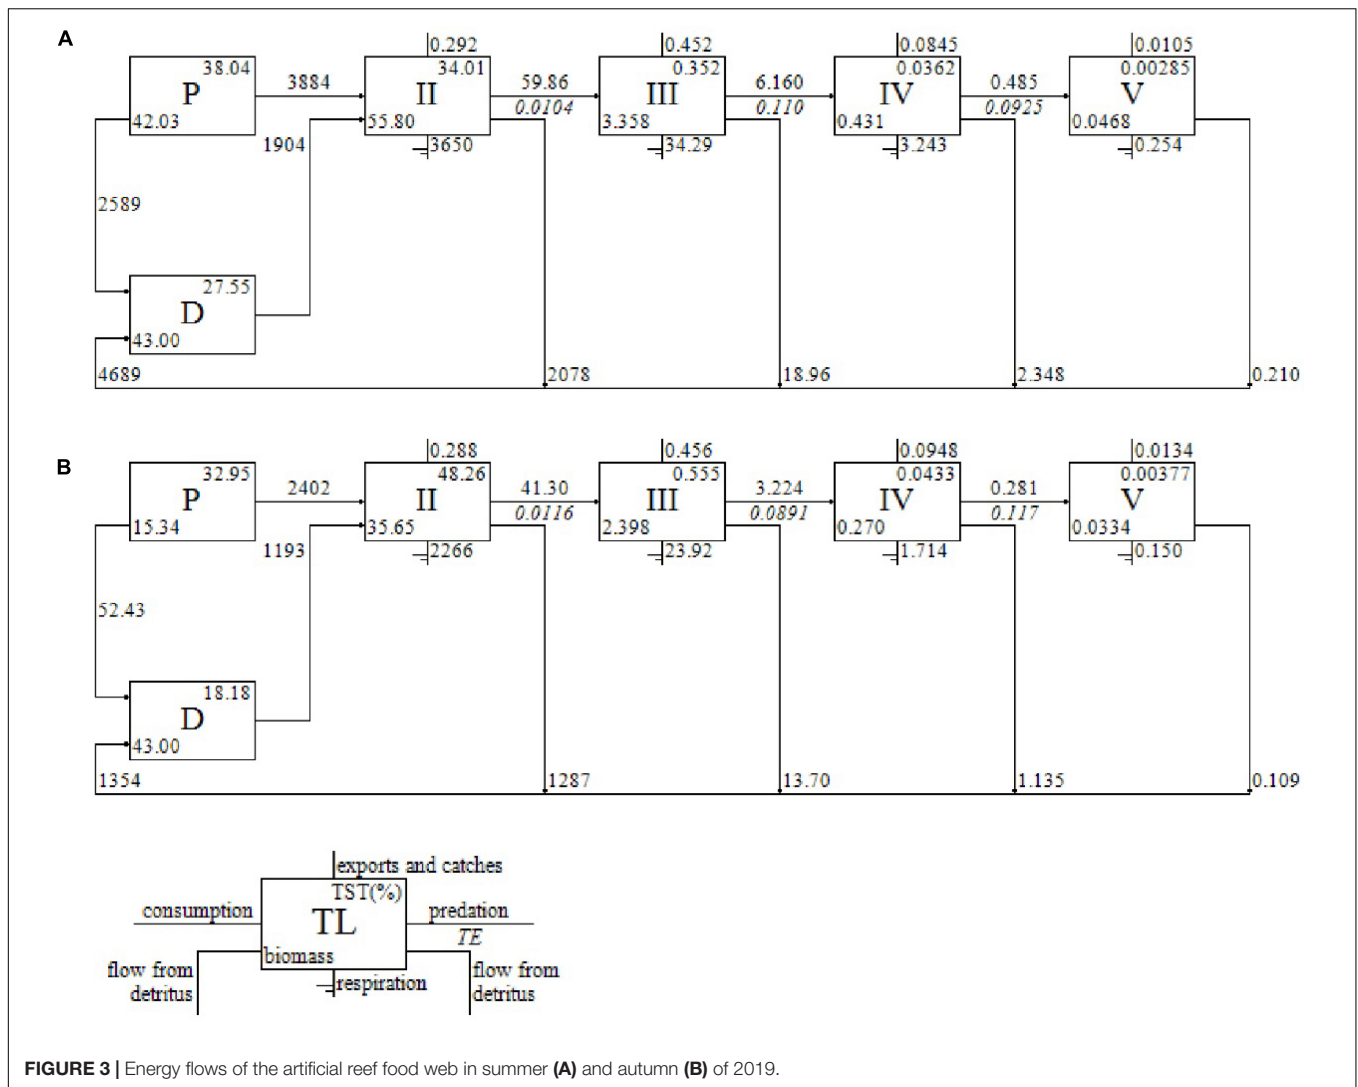 A
0.292
0.452
0.0845
0.0105
38.04
34.01
0.352
0.0362
0.00285
P
3884
II
59.86
III
6.160
IV
0.485
V
0.0104
0.110
0.0925
42.03
55.80
3.358
0.431
0.0468
1904
3650
34.29
3.243
0.254
2589
27.55
D
43.00
4689
2078
18.96
2.348
0.210
B
0.288
0.456
0.0948
0.0134
32.95
48.26
0.555
0.0433
0.00377
P
2402
II
41.30
III
3.224
IV
0.281
V
0.0116
0.0891
0.117
15.34
35.65
2.398
0.270
0.0334
1193
2266
23.92
1.714
0.150
52.43
18.18
D
43.00
1354
1287
13.70
1.135
0.109
exports and catches
TST(%)
consumption
TL
predation
TE
biomass
flow from
detritus
respiration
flow from
detritus
FIGURE 3 | Energy flows of the artificial reef food web in summer (A) and autumn (B) of 2019.